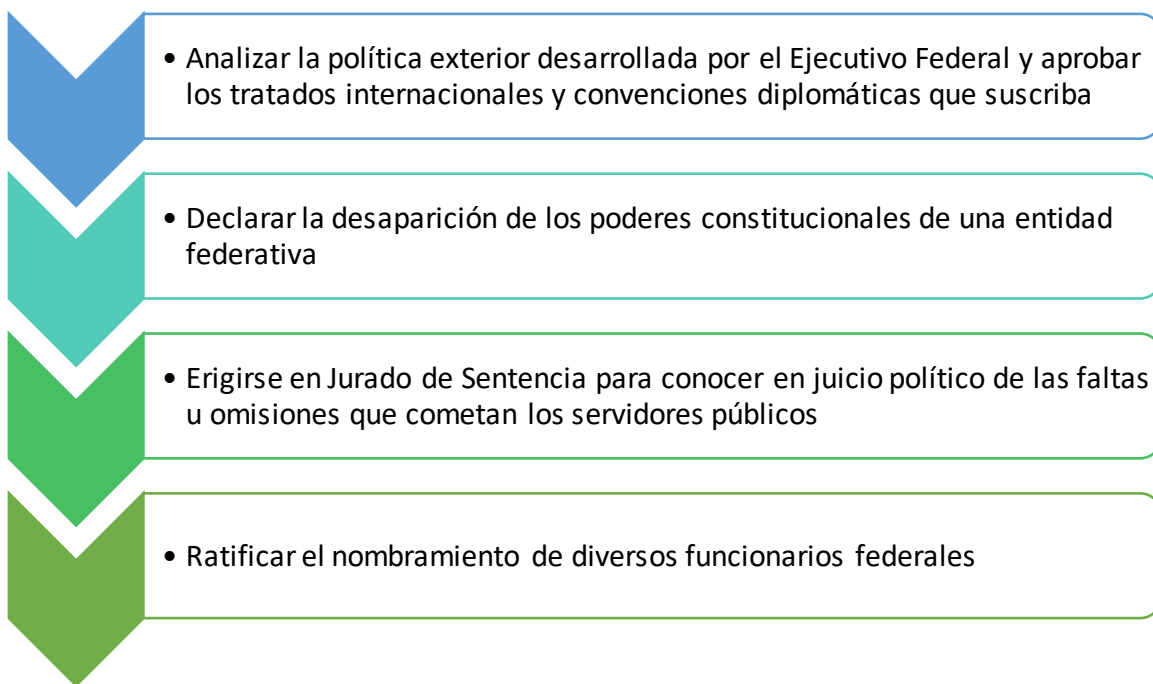 • Analizar la política exterior desarrollada por el Ejecutivo Federal y aprobar
los tratados internacionales y convenciones diplomáticas que suscriba
• Declarar la desaparición de los poderes constitucionales de una entidad
federativa
• Erigirse en Jurado de Sentencia para conocer en juicio político de las faltas
u omisiones que cometan los servidores públicos
• Ratificar el nombramiento de diversos funcionarios federales